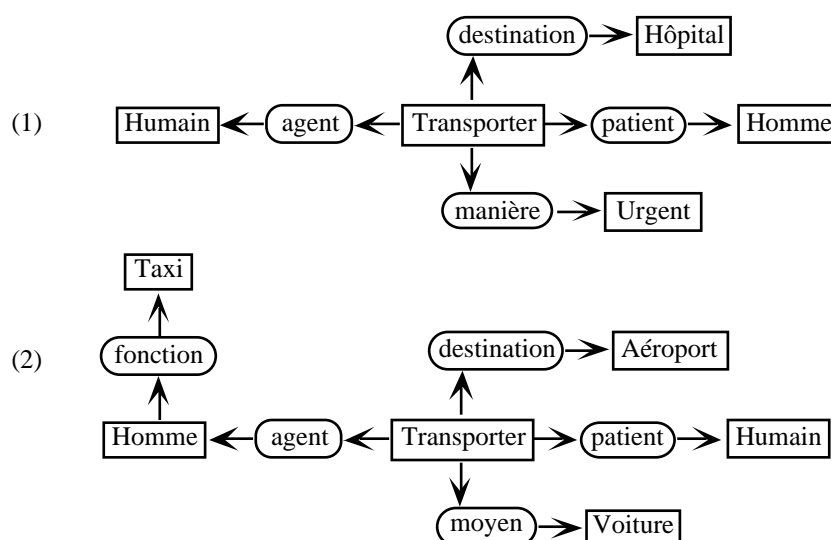 destination Hôpital
(1) Humain agent Transporter patient Homme
manière Urgent
Taxi
(2) fonction destination Aéroport
Homme agent Transporter patient Humain
moyen Voiture